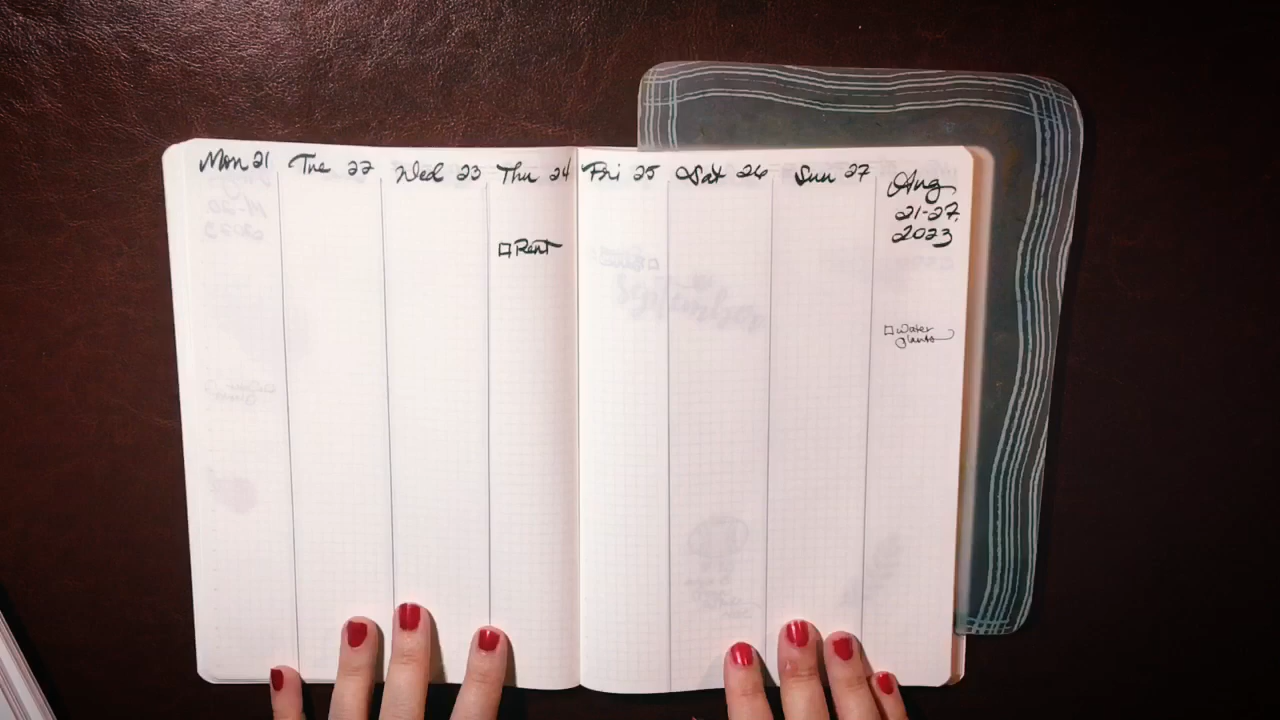 Mon 21 Tue 22 Wed 23 Thu 24 Fri 25 Sat 26 Sun 27
Aug
21-27,
2023
Rent
Water
plants
September